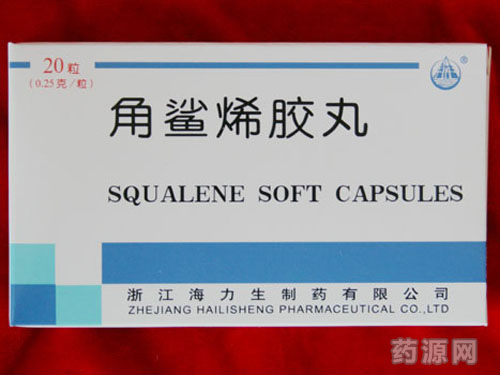 20粒
(0.25克/粒)
®
角鲨烯胶丸
SQUALENE SOFT CAPSULES
浙江海力生制药有限公司
ZHEJIANG HAILISHENG PHARMACEUTICAL CO.,LTD
药源网